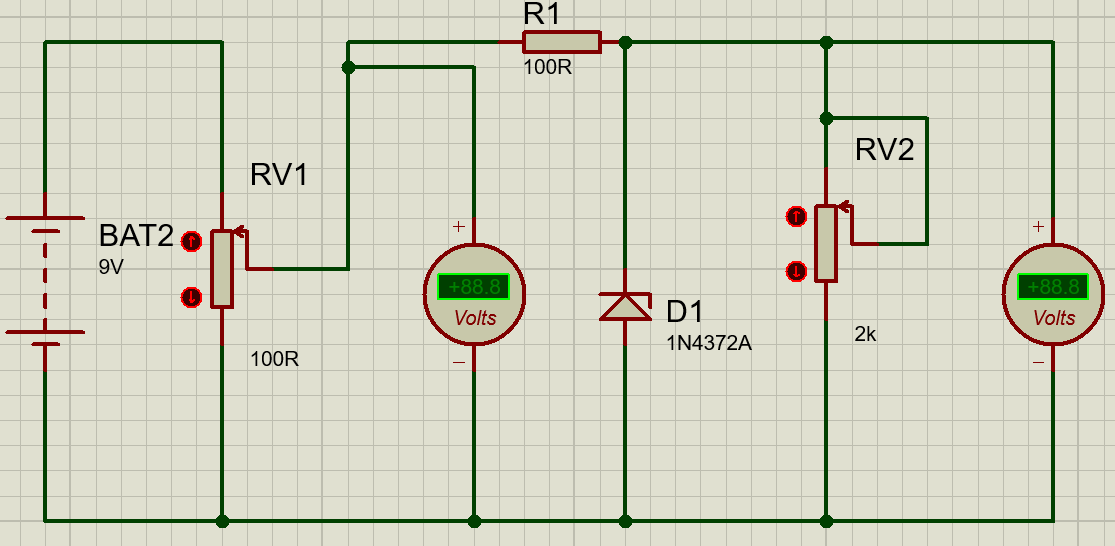 R1
100R
RV1
RV2
BAT2
9V
+
+88.8
Volts
−
D1
1N4372A
+
+88.8
Volts
−
2k
100R